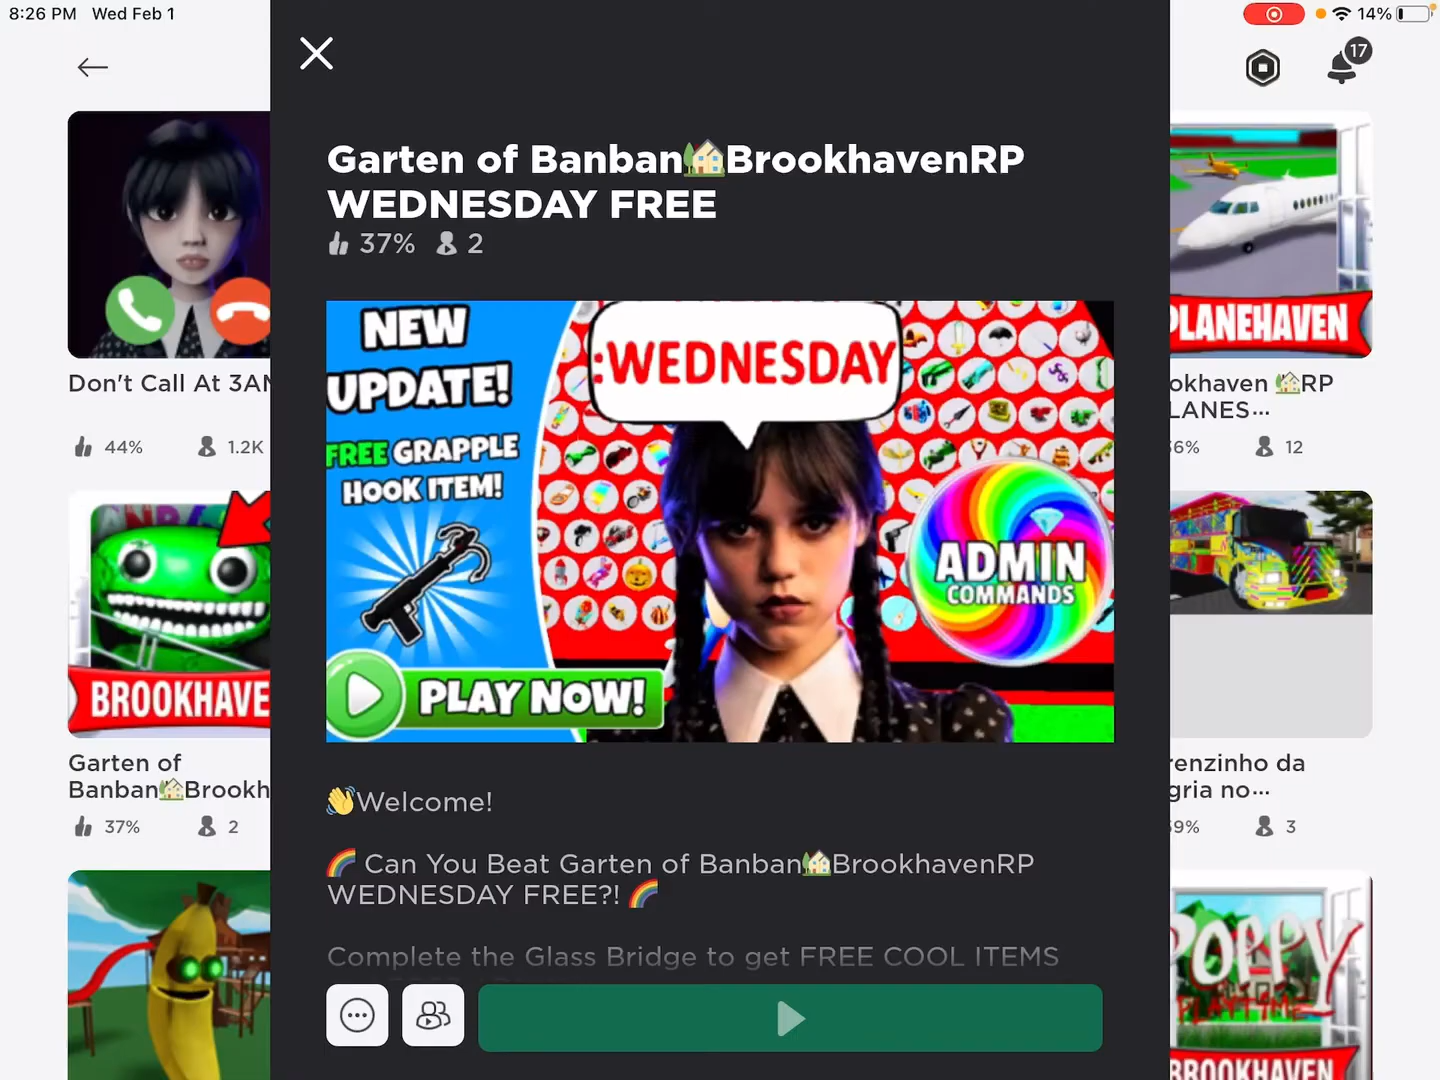 8:26 PM Wed Feb 1
14%
17
Garten of Banban🏡BrookhavenRP
WEDNESDAY FREE
37% 2
NEW
UPDATE!
FREE GRAPPLE
HOOK ITEM!
PLAY NOW!
:WEDNESDAY
ADMIN
COMMANDS
👋Welcome!
🌈 Can You Beat Garten of Banban🏡BrookhavenRP
WEDNESDAY FREE?! 🌈
Complete the Glass Bridge to get FREE COOL ITEMS
Don't Call At 3AM
44% 1.2K
BROOKHAVE
Garten of
Banban🏡Brookh
37% 2
PLANEHAVEN
okhaven 🏡RP
LANES...
6% 12
renzinho da
gria no...
9% 3
POPPY
PLAYTIME
BROOKHAVEN